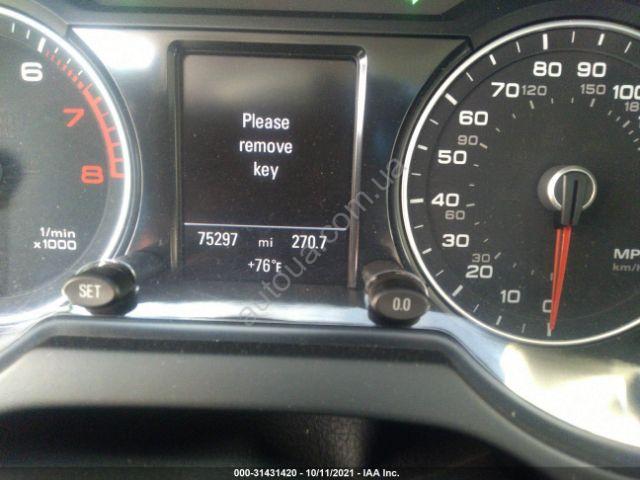 6
7
8
1/min
x1000
Please
remove
key
75297 mi 270.7
+76°F
SET
0.0
80
90
100
70
120
150
60
50
40
60
30
30
20
10
0
km/h
autoua.com.ua
000-31431420 - 10/11/2021 - IAA Inc.